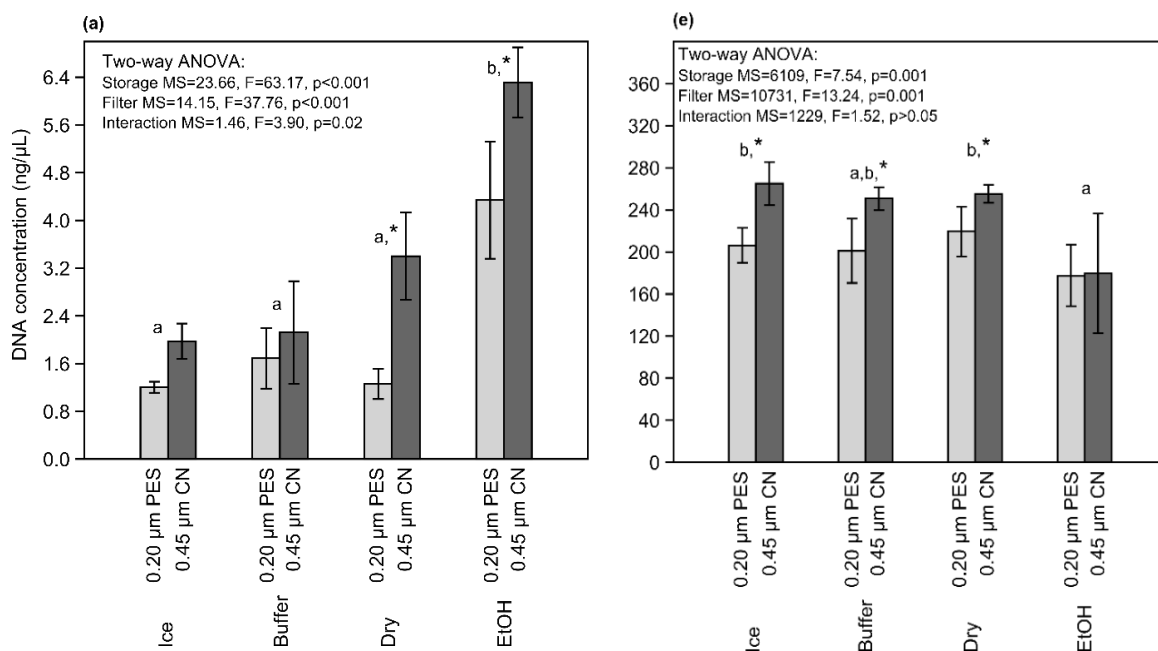 (a)
Two-way ANOVA:
Storage MS=23.66, F=63.17, p<0.001
Filter MS=14.15, F=37.76, p<0.001
Interaction MS=1.46, F=3.90, p=0.02
DNA concentration (ng/µL)
6.4
5.6
4.8
4.0
3.2
2.4
1.6
0.8
0.0
a
a
a,*
b,*
0.20 µm PES
0.45 µm CN
0.20 µm PES
0.45 µm CN
0.20 µm PES
0.45 µm CN
0.20 µm PES
0.45 µm CN
Ice
Buffer
Dry
EtOH
(e)
Two-way ANOVA:
Storage MS=6109, F=7.54, p=0.001
Filter MS=10731, F=13.24, p=0.001
Interaction MS=1229, F=1.52, p>0.05
360
320
280
240
200
160
120
80
40
0
b,*
a,b,*
b,*
a
0.20 µm PES
0.45 µm CN
0.20 µm PES
0.45 µm CN
0.20 µm PES
0.45 µm CN
0.20 µm PES
0.45 µm CN
Ice
Buffer
Dry
EtOH